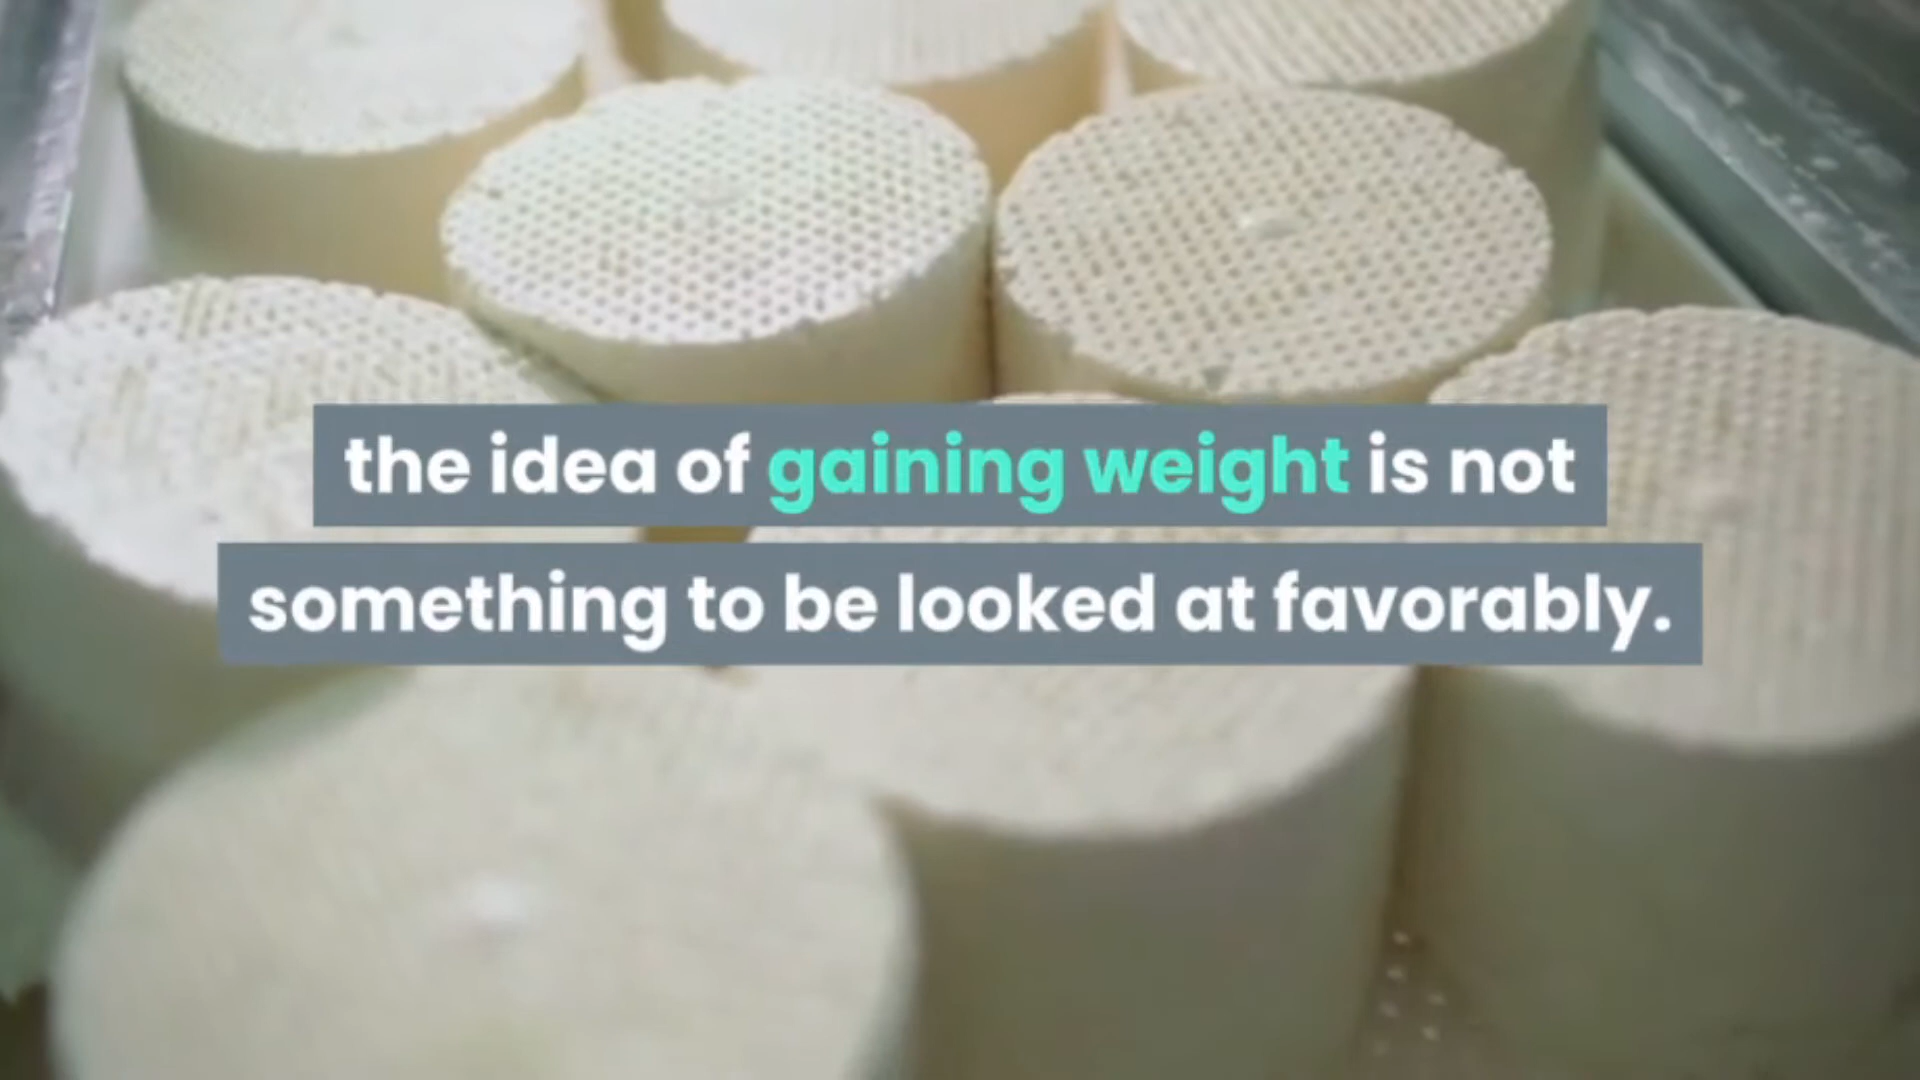 the idea of gaining weight is not
something to be looked at favorably.